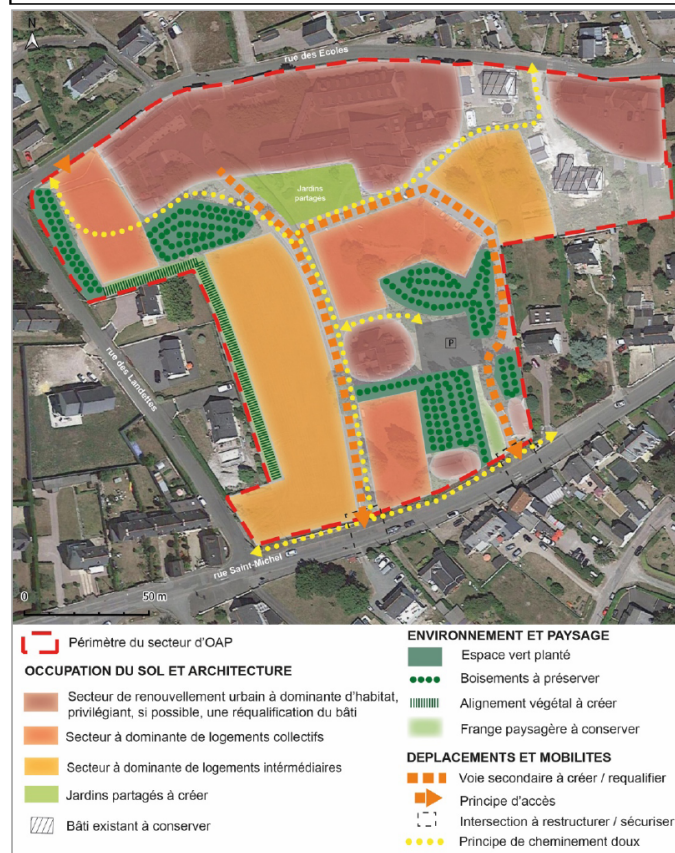 N
rue des Ecoles
Jardins
partagés
P
rue des Landettes
rue Saint-Michel
0 50 m
Périmètre du secteur d'OAP
OCCUPATION DU SOL ET ARCHITECTURE
Secteur de renouvellement urbain à dominante d'habitat,
privilégiant, si possible, une réqualification du bâti
Secteur à dominante de logements collectifs
Secteur à dominante de logements intérmédiaires
Jardins partagés à créer
Bâti existant à conserver
ENVIRONNEMENT ET PAYSAGE
Espace vert planté
Boisements à préserver
Alignement végétal à créer
Frange paysagère à conserver
DEPLACEMENTS ET MOBILITES
Voie secondaire à créer / requalifier
Principe d'accès
Intersection à restructurer / sécuriser
Principe de cheminement doux